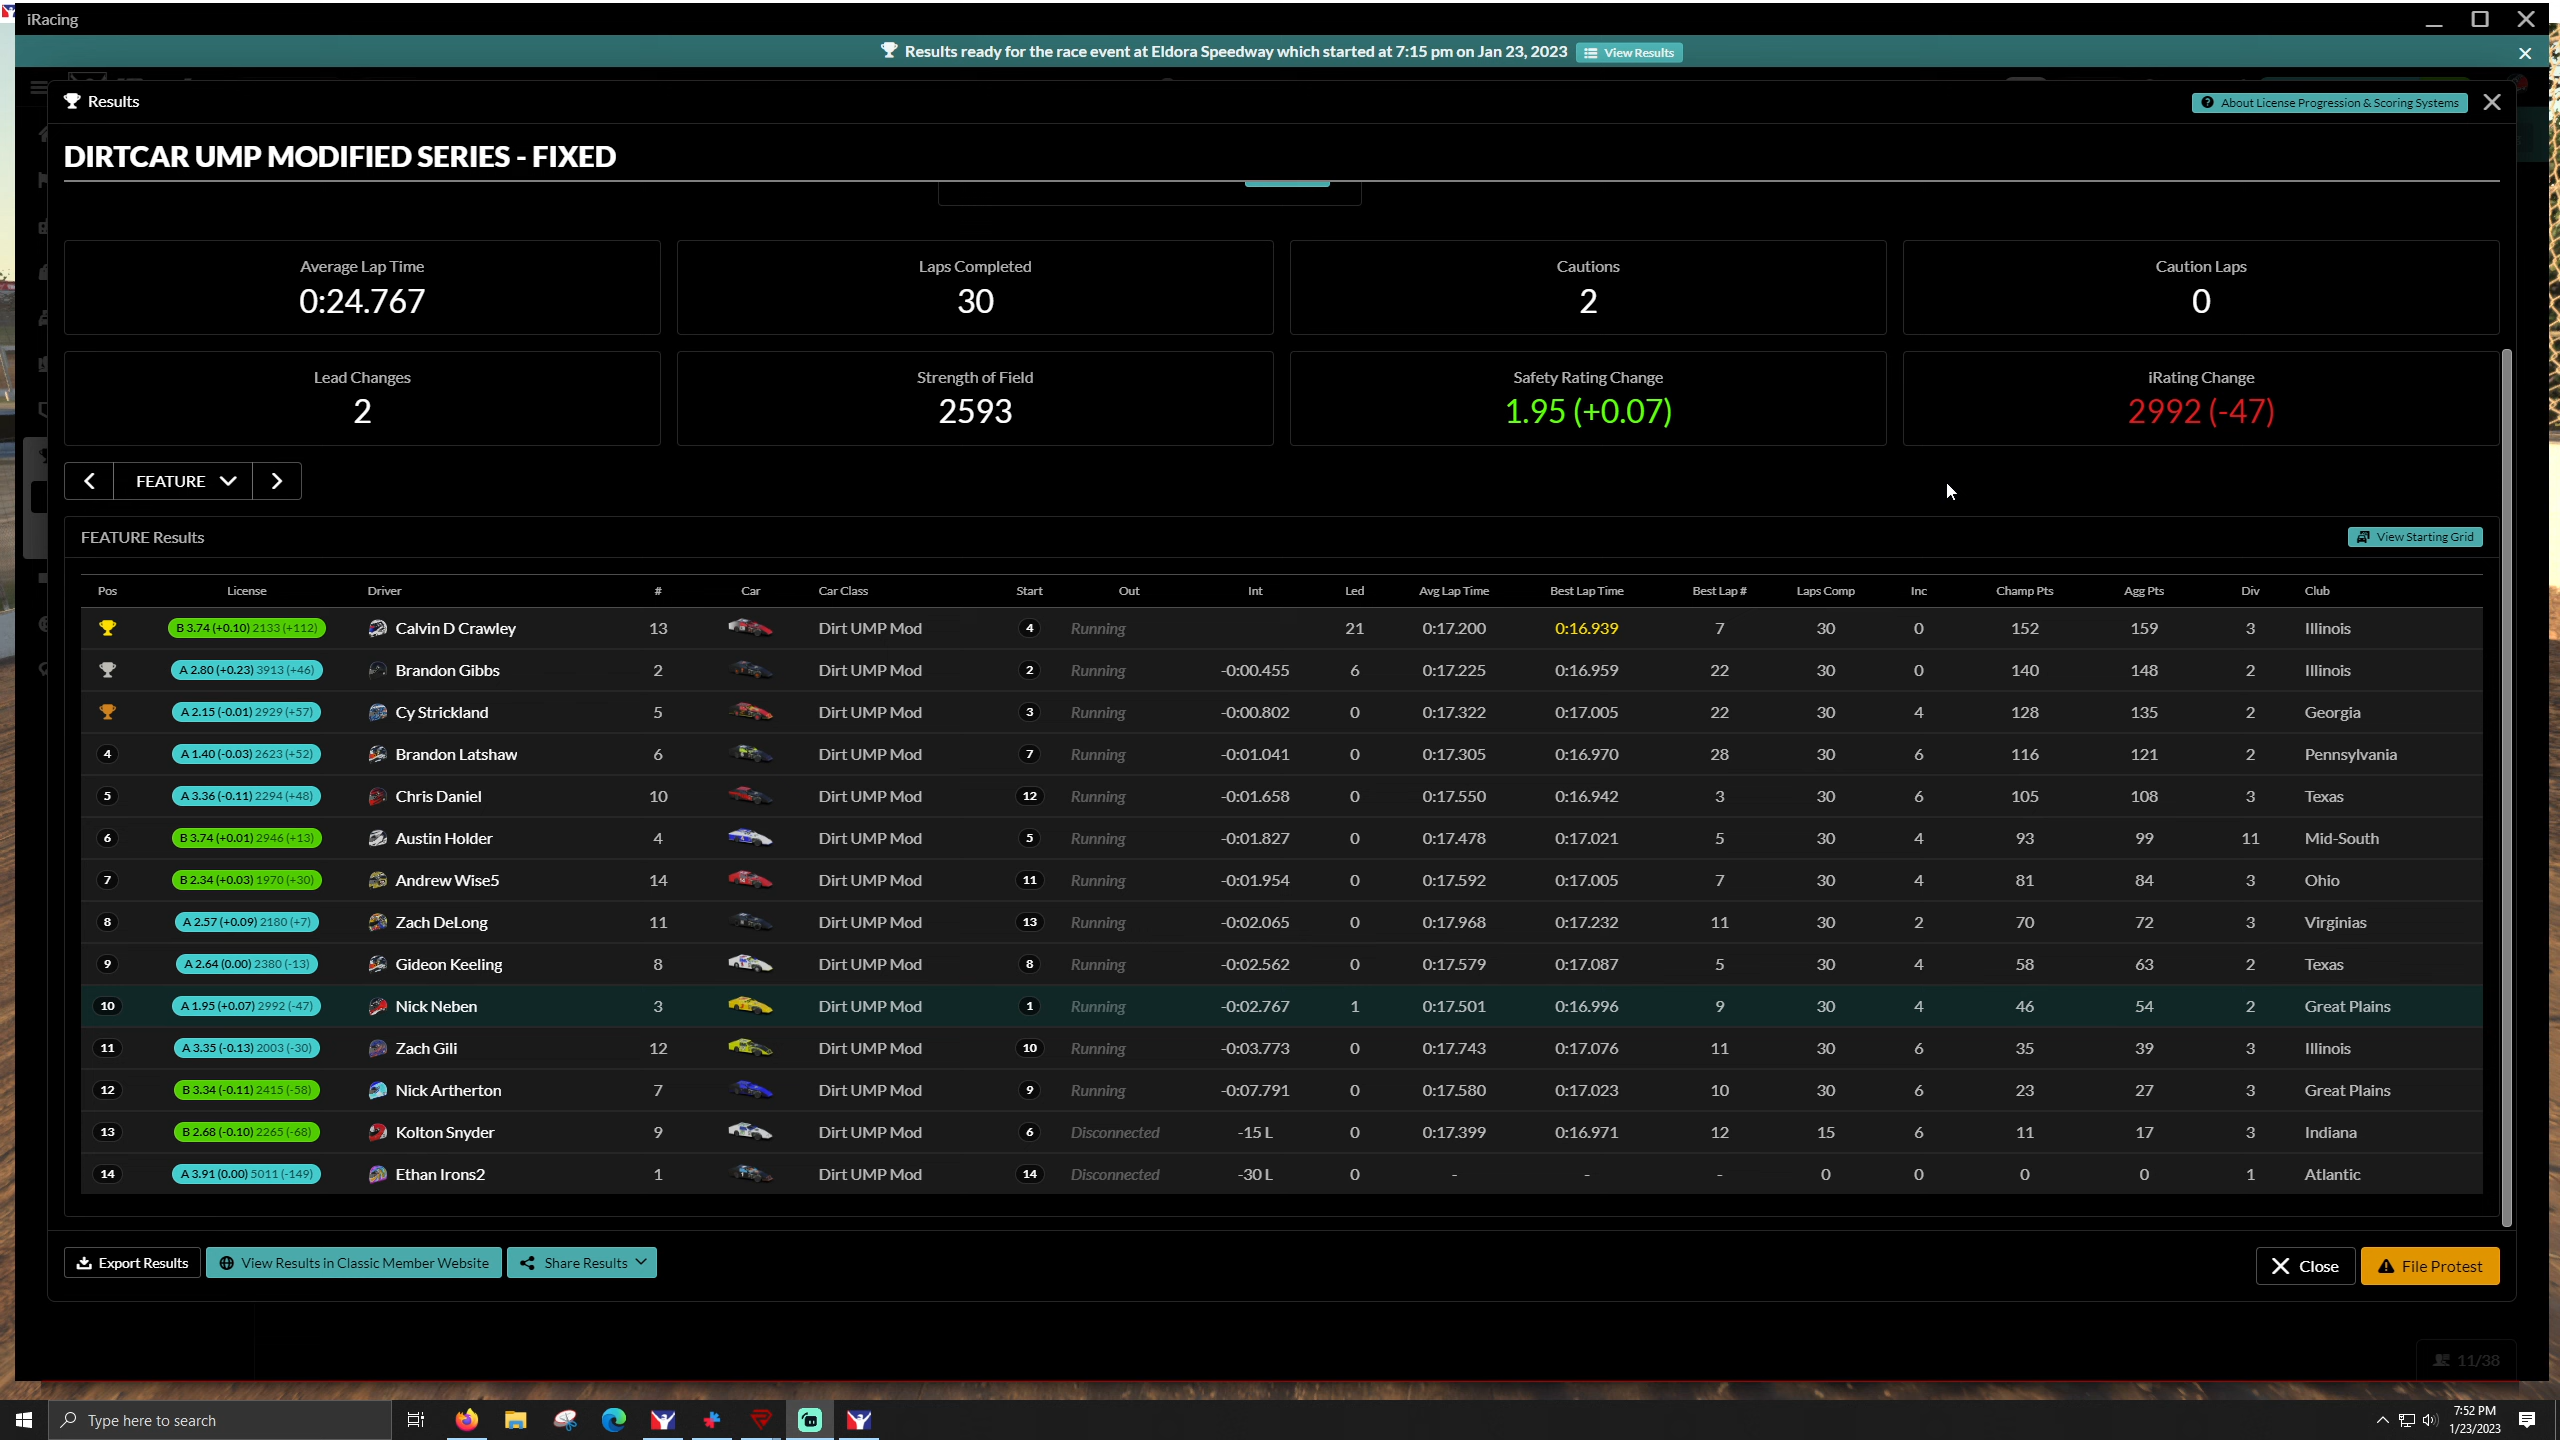 iRacing
Results ready for the race event at Eldora Speedway which started at 7:15 pm on Jan 23, 2023 View Results
Results
About License Progression & Scoring Systems
DIRTCAR UMP MODIFIED SERIES - FIXED
Average Lap Time
0:24.767
Laps Completed
30
Cautions
2
Caution Laps
0
Lead Changes
2
Strength of Field
2593
Safety Rating Change
1.95 (+0.07)
iRating Change
2992 (-47)
FEATURE
FEATURE Results
View Starting Grid
Pos License Driver # Car Car Class Start Out Int Led Avg Lap Time Best Lap Time Best Lap # Laps Comp Inc Champ Pts Agg Pts Div Club
B 3.74 (+0.10) 2133 (+112) Calvin D Crawley 13 Dirt UMP Mod 4 Running 21 0:17.200 0:16.939 7 30 0 152 159 3 Illinois
A 2.80 (+0.23) 3913 (+46) Brandon Gibbs 2 Dirt UMP Mod 2 Running -0:00.455 6 0:17.225 0:16.959 22 30 0 140 148 2 Illinois
A 2.15 (-0.01) 2929 (+57) Cy Strickland 5 Dirt UMP Mod 3 Running -0:00.802 0 0:17.322 0:17.005 22 30 4 128 135 2 Georgia
4 A 1.40 (-0.03) 2623 (+52) Brandon Latshaw 6 Dirt UMP Mod 7 Running -0:01.041 0 0:17.305 0:16.970 28 30 6 116 121 2 Pennsylvania
5 A 3.36 (-0.11) 2294 (+48) Chris Daniel 10 Dirt UMP Mod 12 Running -0:01.658 0 0:17.550 0:16.942 3 30 6 105 108 3 Texas
6 B 3.74 (+0.01) 2946 (+13) Austin Holder 4 Dirt UMP Mod 5 Running -0:01.827 0 0:17.478 0:17.021 5 30 4 93 99 11 Mid-South
7 B 2.34 (+0.03) 1970 (+30) Andrew Wise5 14 Dirt UMP Mod 11 Running -0:01.954 0 0:17.592 0:17.005 7 30 4 81 84 3 Ohio
8 A 2.57 (+0.09) 2180 (+7) Zach DeLong 11 Dirt UMP Mod 13 Running -0:02.065 0 0:17.968 0:17.232 11 30 2 70 72 3 Virginias
9 A 2.64 (0.00) 2380 (-13) Gideon Keeling 8 Dirt UMP Mod 8 Running -0:02.562 0 0:17.579 0:17.087 5 30 4 58 63 2 Texas
10 A 1.95 (+0.07) 2992 (-47) Nick Neben 3 Dirt UMP Mod 1 Running -0:02.767 1 0:17.501 0:16.996 9 30 4 46 54 2 Great Plains
11 A 3.35 (-0.13) 2003 (-30) Zach Gili 12 Dirt UMP Mod 10 Running -0:03.773 0 0:17.743 0:17.076 11 30 6 35 39 3 Illinois
12 B 3.34 (-0.11) 2415 (-58) Nick Artherton 7 Dirt UMP Mod 9 Running -0:07.791 0 0:17.580 0:17.023 10 30 6 23 27 3 Great Plains
13 B 2.68 (-0.10) 2265 (-68) Kolton Snyder 9 Dirt UMP Mod 6 Disconnected -15 L 0 0:17.399 0:16.971 12 15 6 11 17 3 Indiana
14 A 3.91 (0.00) 5011 (-149) Ethan Irons2 1 Dirt UMP Mod 14 Disconnected -30 L 0 - - - 0 0 0 0 1 Atlantic
Export Results View Results in Classic Member Website Share Results Close File Protest
11/38
Type here to search
7:52 PM
1/23/2023